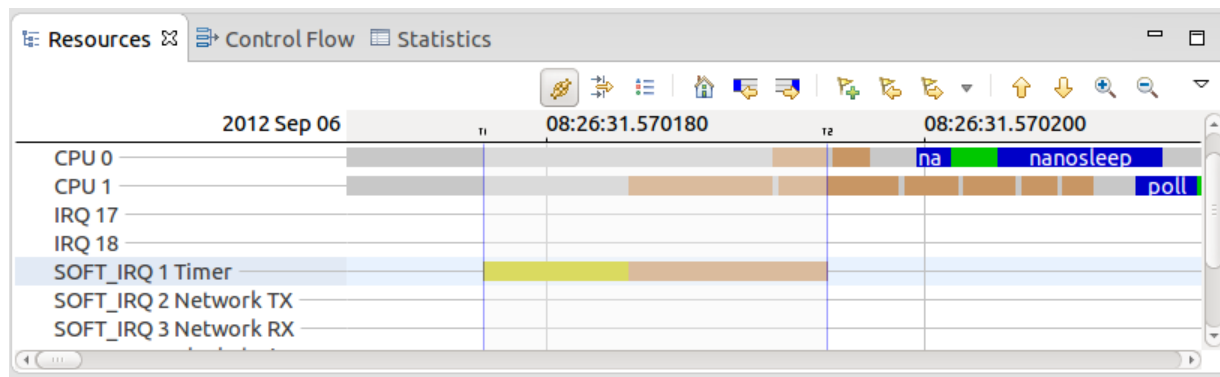 Resources Control Flow Statistics
2012 Sep 06 T1 08:26:31.570180 T2 08:26:31.570200
CPU 0 na nanosleep
CPU 1 poll
IRQ 17
IRQ 18
SOFT_IRQ 1 Timer
SOFT_IRQ 2 Network TX
SOFT_IRQ 3 Network RX